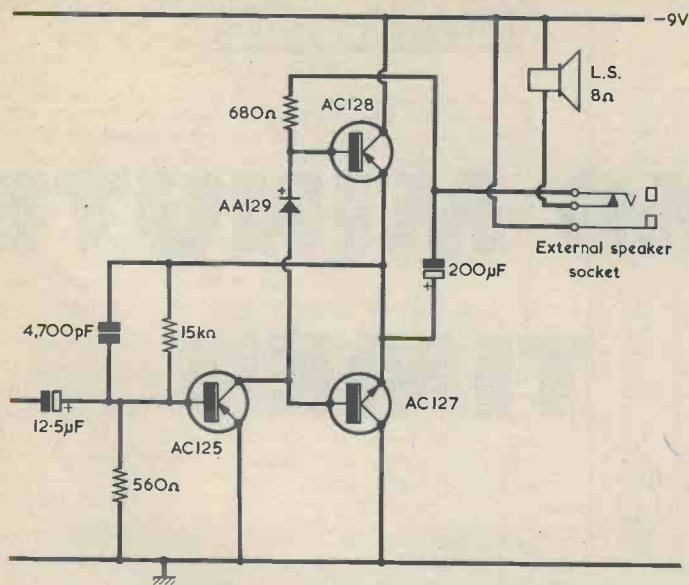 −9V
L.S.
8Ω
680Ω
AC128
AA129
+
External speaker
socket
200µF
+
4,700pF
15kΩ
AC127
12·5µF
+
AC125
560Ω